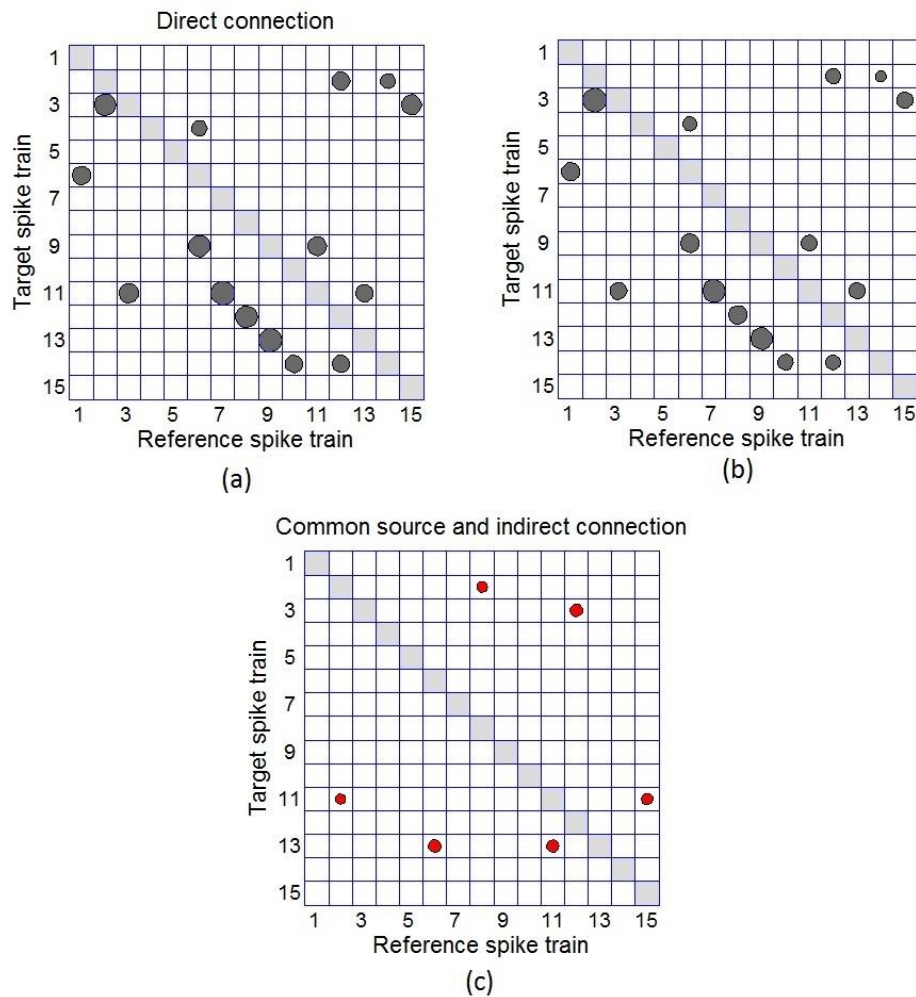 Direct connection
1
3
5
7
9
11
13
15
Target spike train
1 3 5 7 9 11 13 15
Reference spike train
(a)
1
3
5
7
9
11
13
15
Target spike train
1 3 5 7 9 11 13 15
Reference spike train
(b)
Common source and indirect connection
1
3
5
7
9
11
13
15
Target spike train
1 3 5 7 9 11 13 15
Reference spike train
(c)